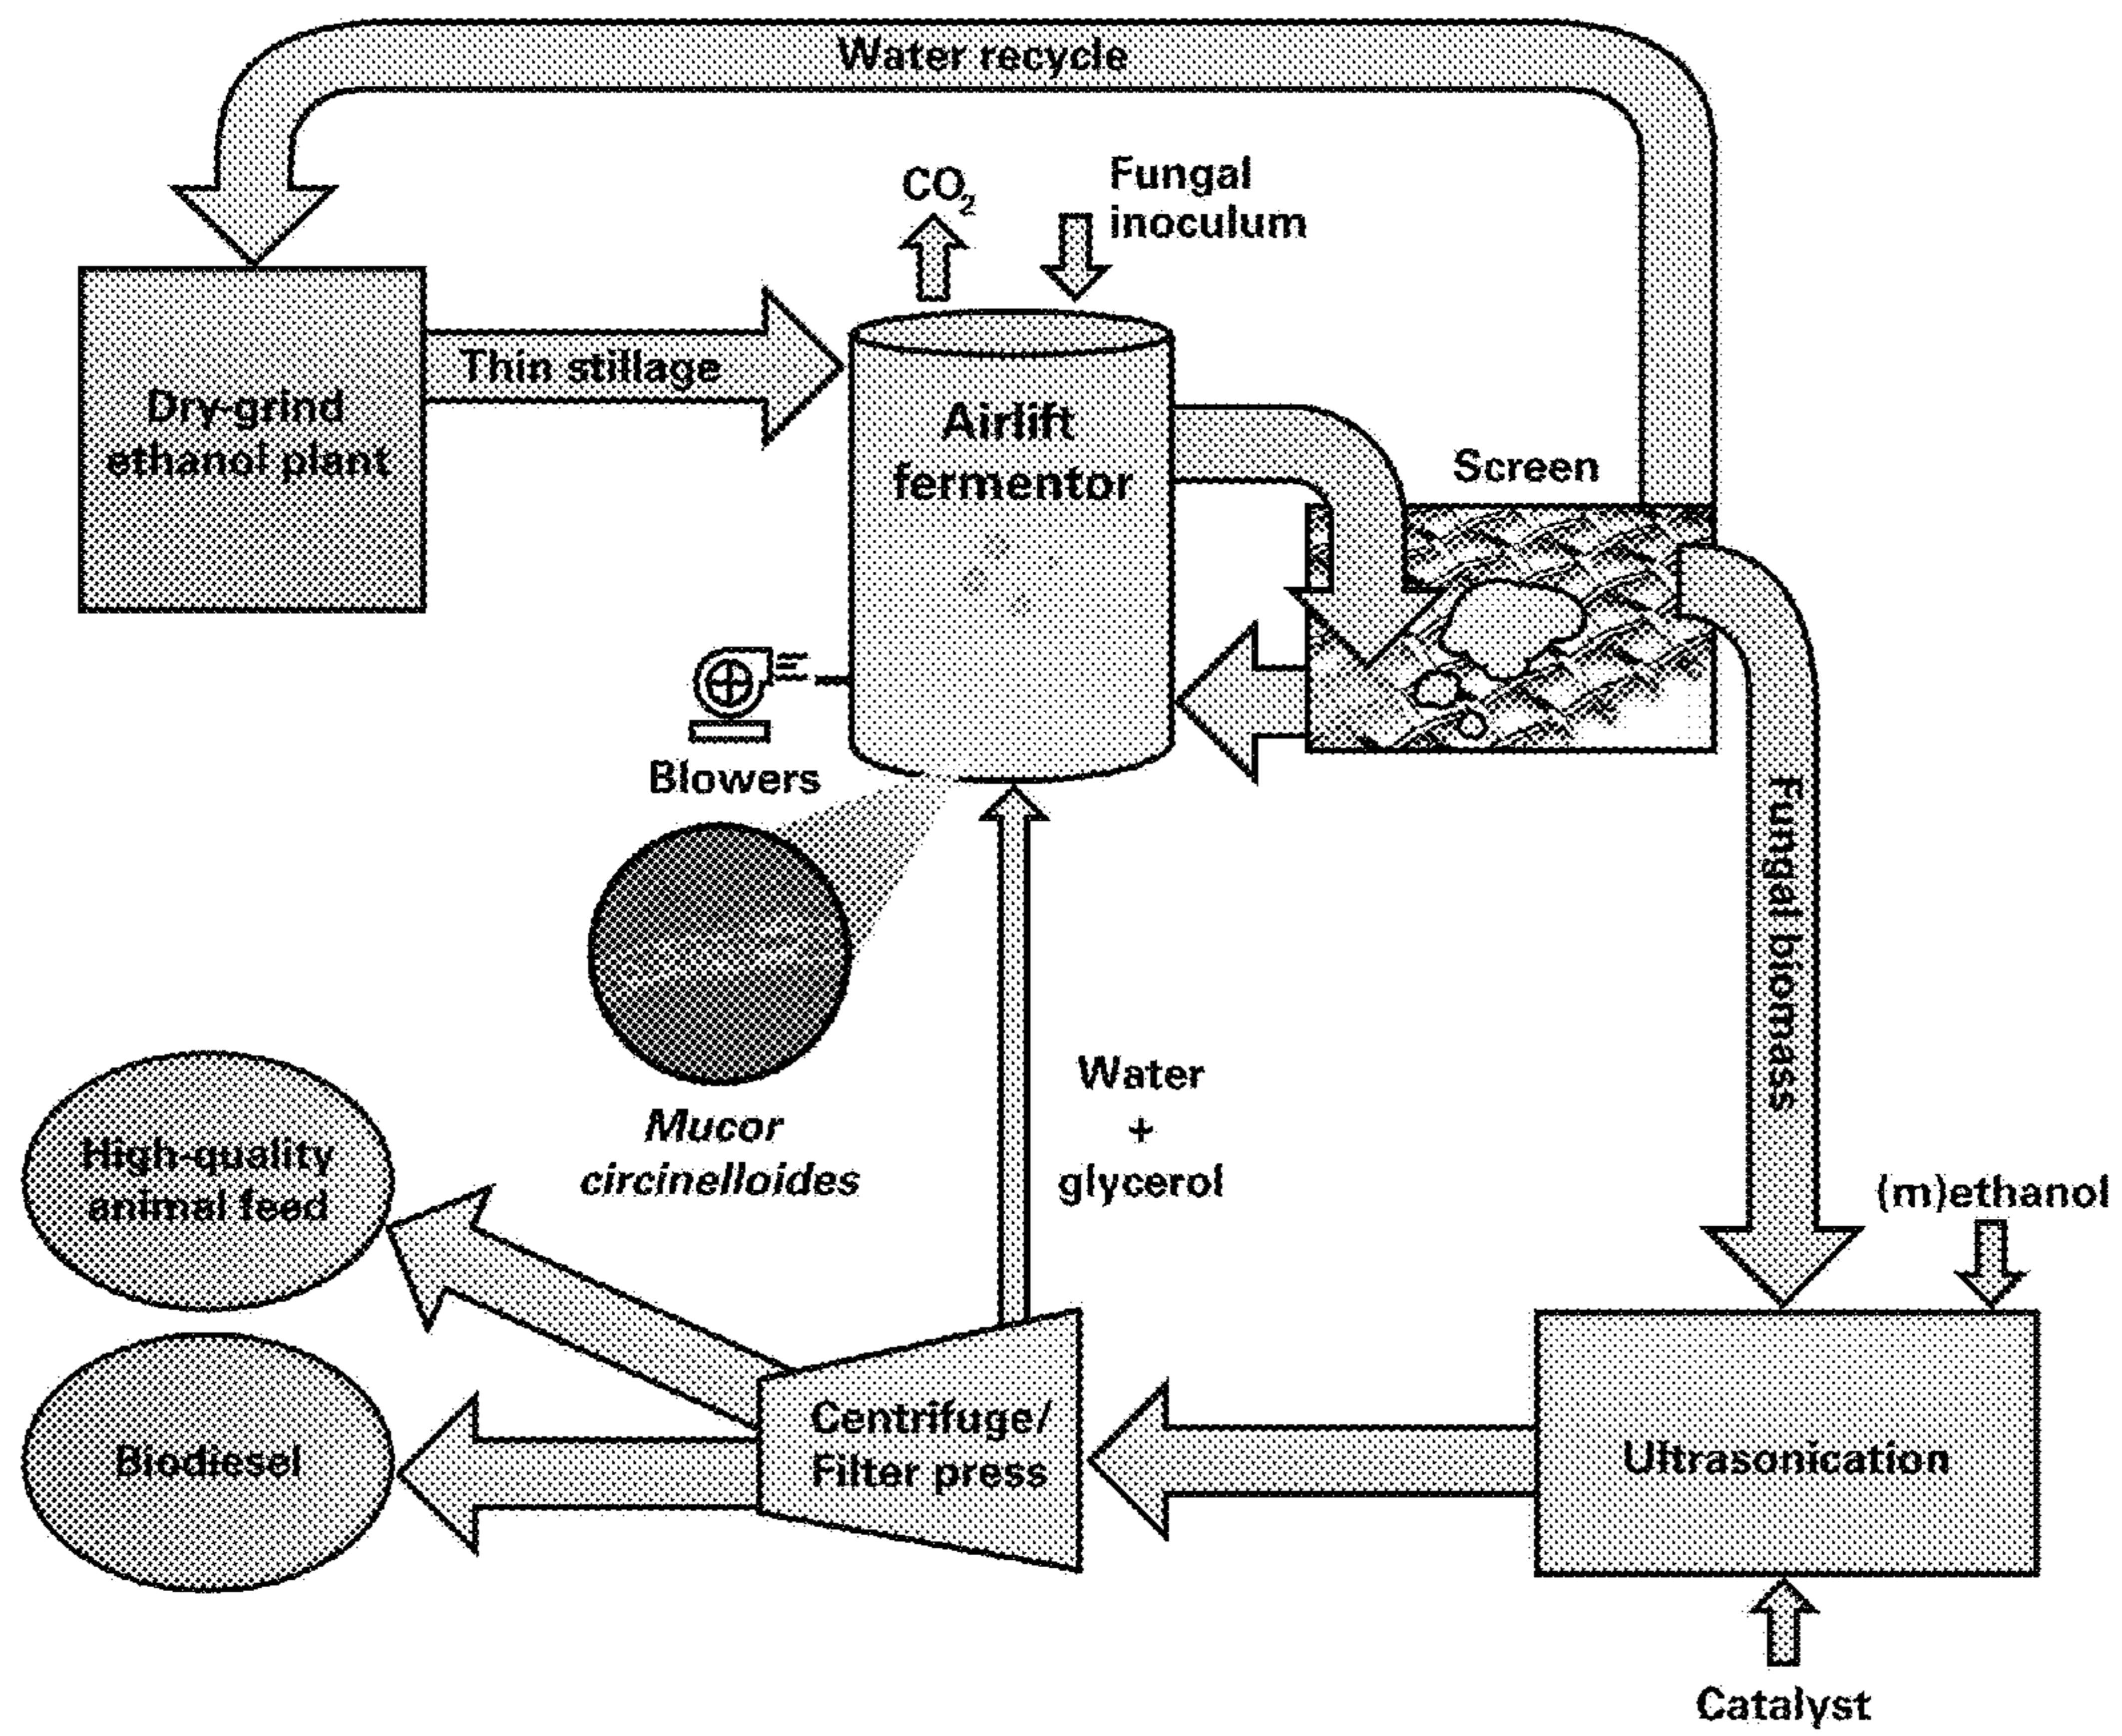 Water recycle
CO₂
Fungal
inoculum
Thin stillage
Dry-grind
ethanol plant
Airlift
fermentor
Screen
Blowers
Fungal biomass
Mucor
circinelloides
Water
+
glycerol
High-quality
animal feed
(m)ethanol
Centrifuge/
Filter press
Biodiesel
Ultrasonication
Catalyst